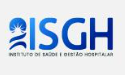 ISGH
INSTITUTO DE SAÚDE E GESTÃO HOSPITALAR